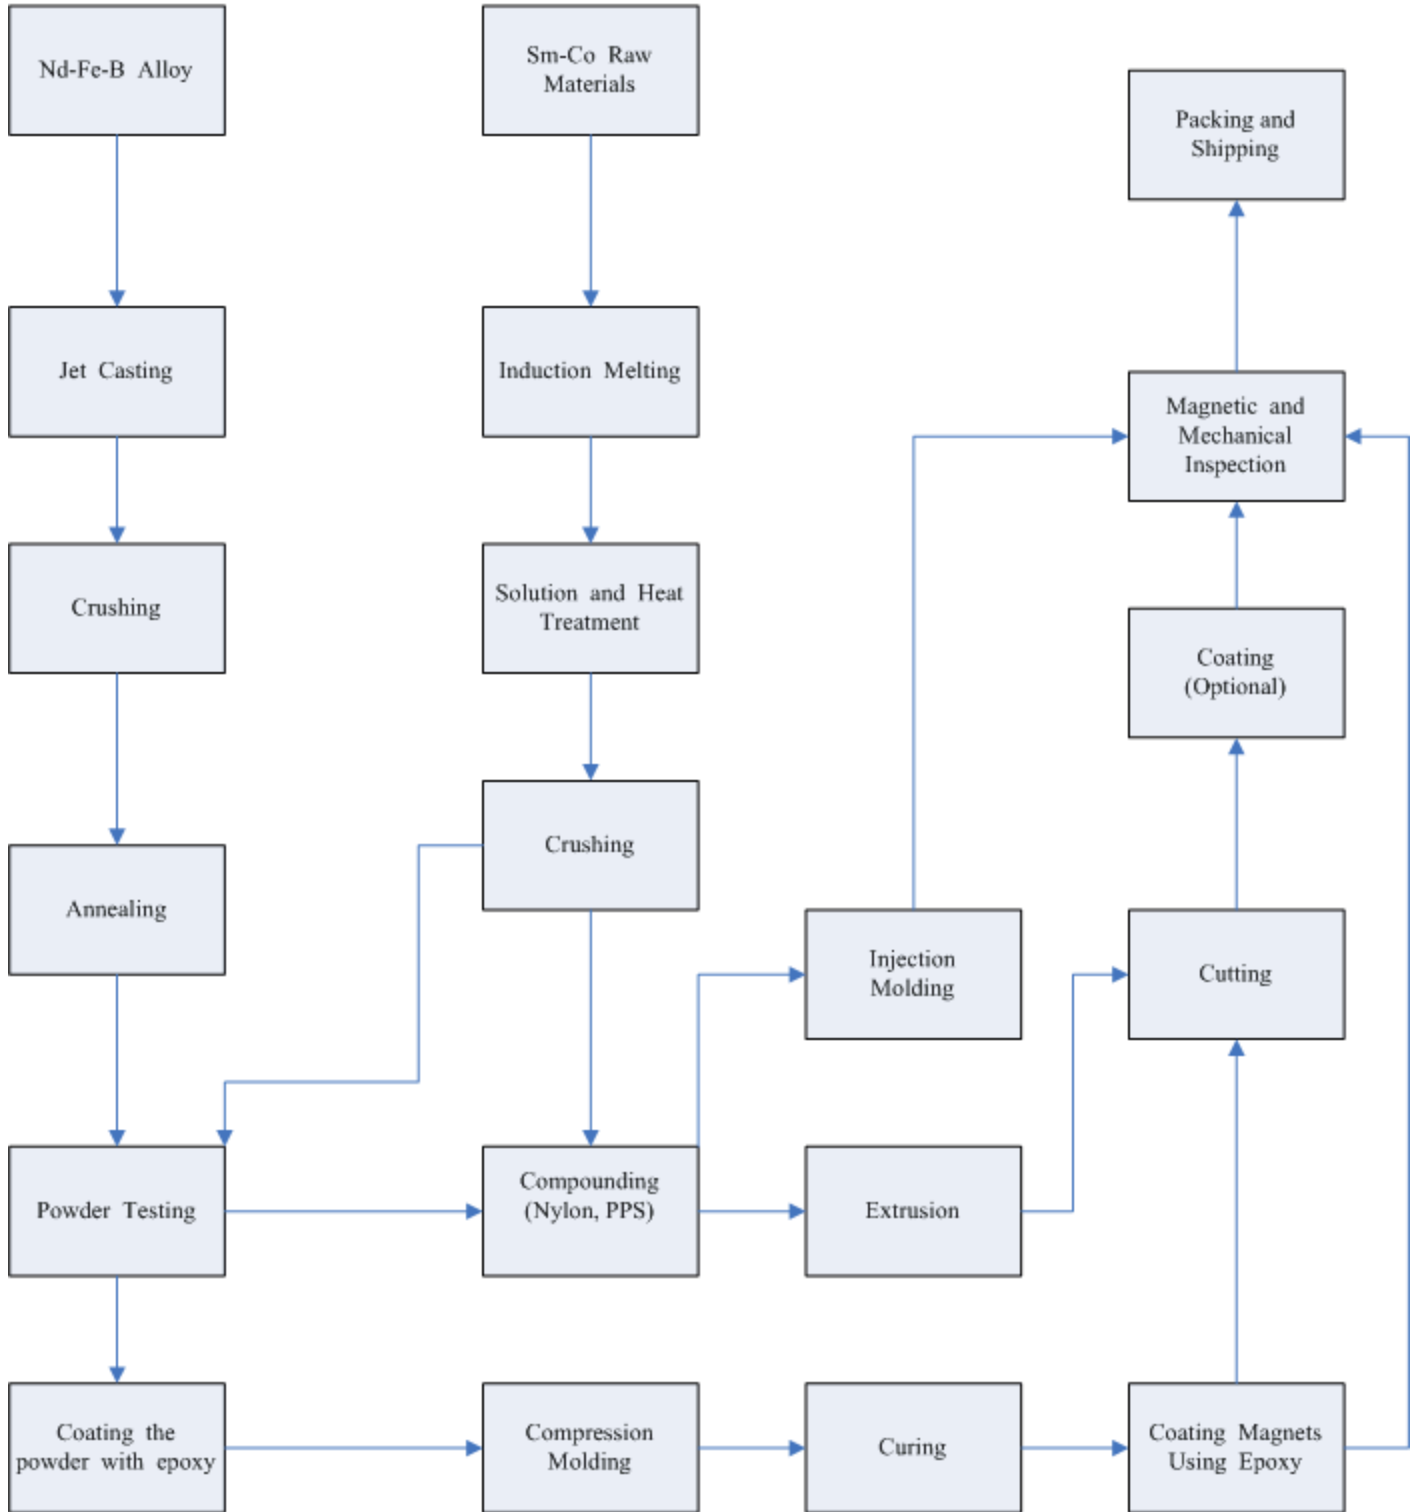 Nd-Fe-B Alloy
Sm-Co Raw
Materials
Packing and
Shipping
Jet Casting
Induction Melting
Magnetic and
Mechanical
Inspection
Crushing
Solution and Heat
Treatment
Coating
(Optional)
Crushing
Annealing
Injection
Molding
Cutting
Powder Testing
Compounding
(Nylon, PPS)
Extrusion
Coating the
powder with epoxy
Compression
Molding
Curing
Coating Magnets
Using Epoxy